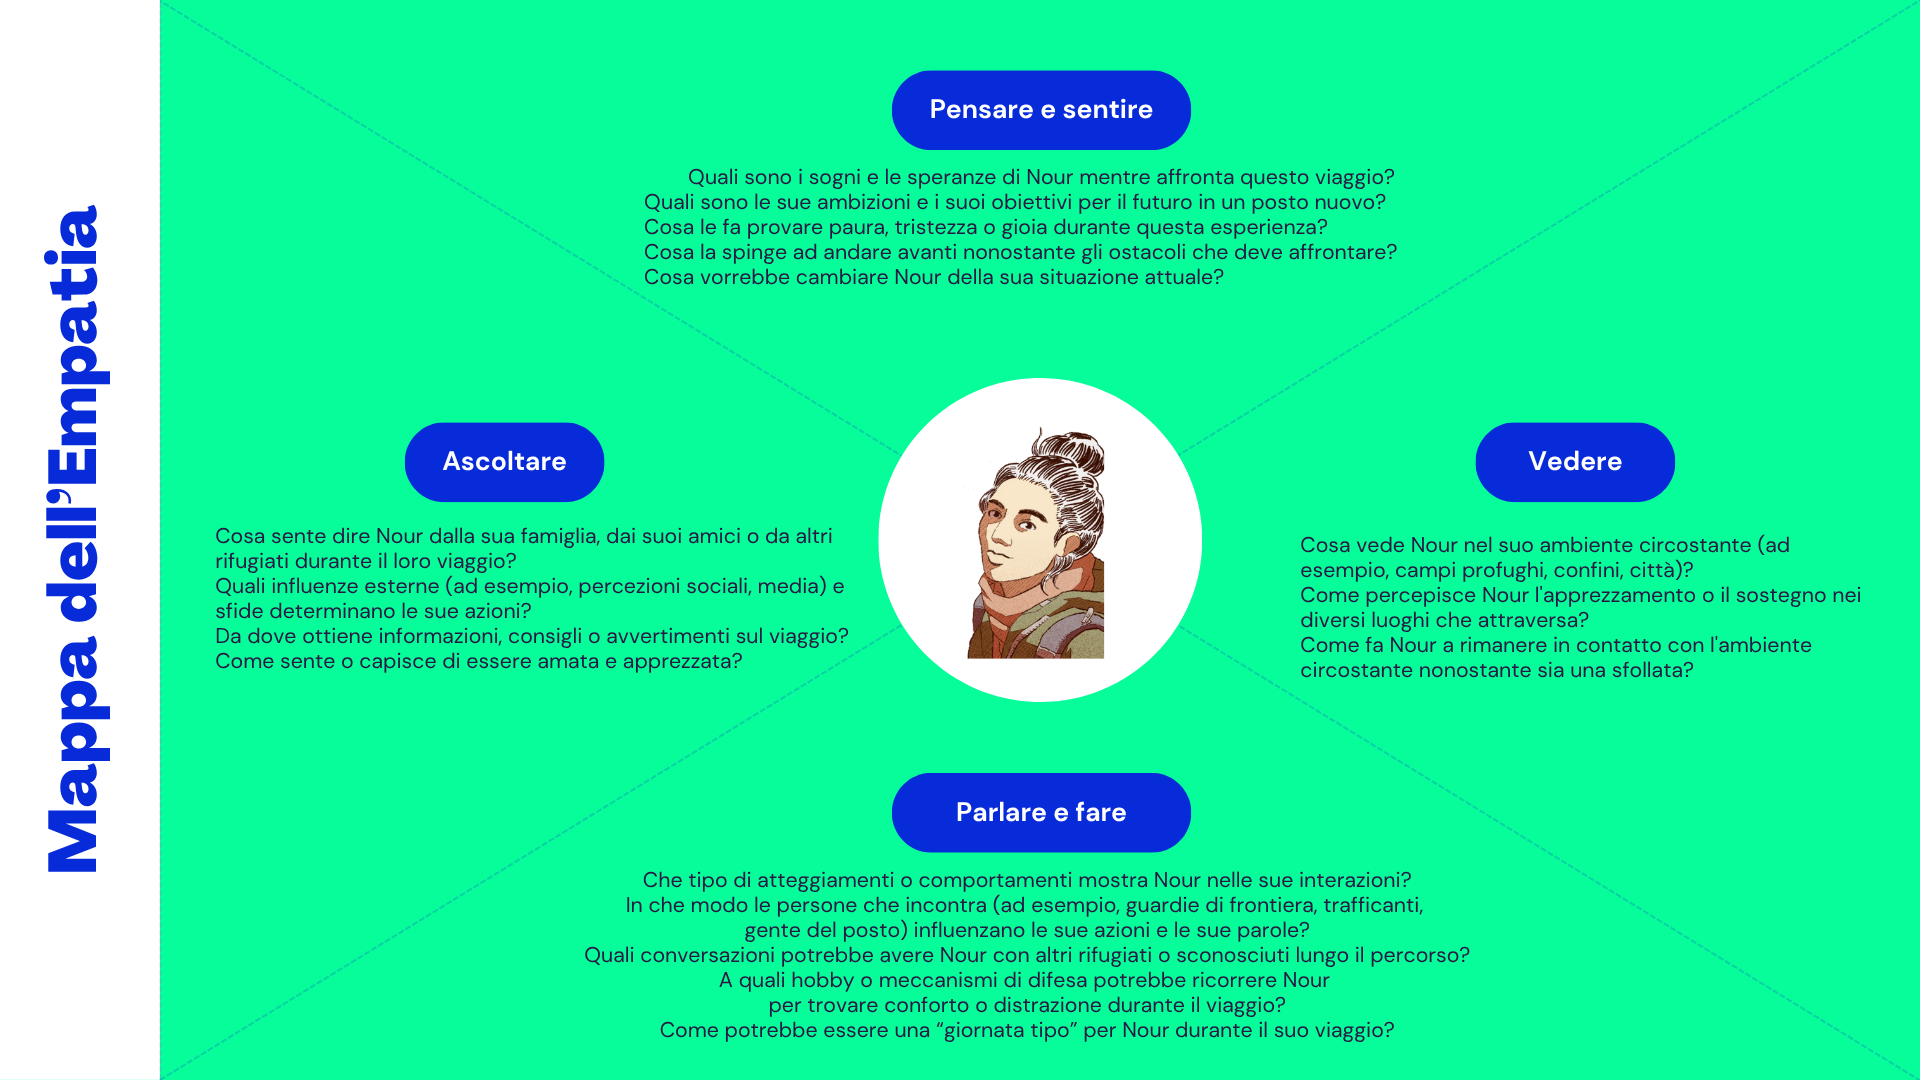 Mappa dell'Empatia
Pensare e sentire
Quali sono i sogni e le speranze di Nour mentre affronta questo viaggio?
Quali sono le sue ambizioni e i suoi obiettivi per il futuro in un posto nuovo?
Cosa le fa provare paura, tristezza o gioia durante questa esperienza?
Cosa la spinge ad andare avanti nonostante gli ostacoli che deve affrontare?
Cosa vorrebbe cambiare Nour della sua situazione attuale?
Ascoltare
Cosa sente dire Nour dalla sua famiglia, dai suoi amici o da altri
rifugiati durante il loro viaggio?
Quali influenze esterne (ad esempio, percezioni sociali, media) e
sfide determinano le sue azioni?
Da dove ottiene informazioni, consigli o avvertimenti sul viaggio?
Come sente o capisce di essere amata e apprezzata?
Vedere
Cosa vede Nour nel suo ambiente circostante (ad
esempio, campi profughi, confini, città)?
Come percepisce Nour l'apprezzamento o il sostegno nei
diversi luoghi che attraversa?
Come fa Nour a rimanere in contatto con l'ambiente
circostante nonostante sia una sfollata?
Parlare e fare
Che tipo di atteggiamenti o comportamenti mostra Nour nelle sue interazioni?
In che modo le persone che incontra (ad esempio, guardie di frontiera, trafficanti,
gente del posto) influenzano le sue azioni e le sue parole?
Quali conversazioni potrebbe avere Nour con altri rifugiati o sconosciuti lungo il percorso?
A quali hobby o meccanismi di difesa potrebbe ricorrere Nour
per trovare conforto o distrazione durante il viaggio?
Come potrebbe essere una “giornata tipo” per Nour durante il suo viaggio?